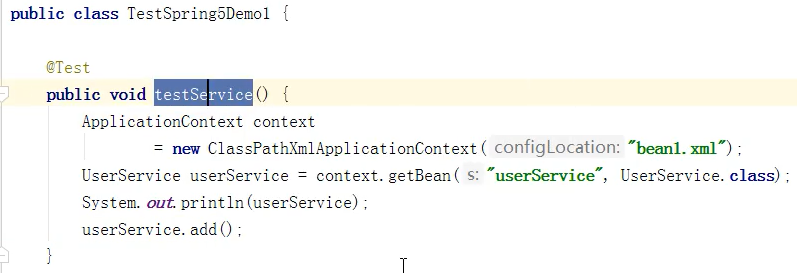 public class TestSpring5Demo1 {
@Test
public void testService() {
ApplicationContext context
= new ClassPathXmlApplicationContext( configLocation: "bean1.xml");
UserService userService = context.getBean( s: "userService", UserService.class);
System.out.println(userService);
userService.add();
}